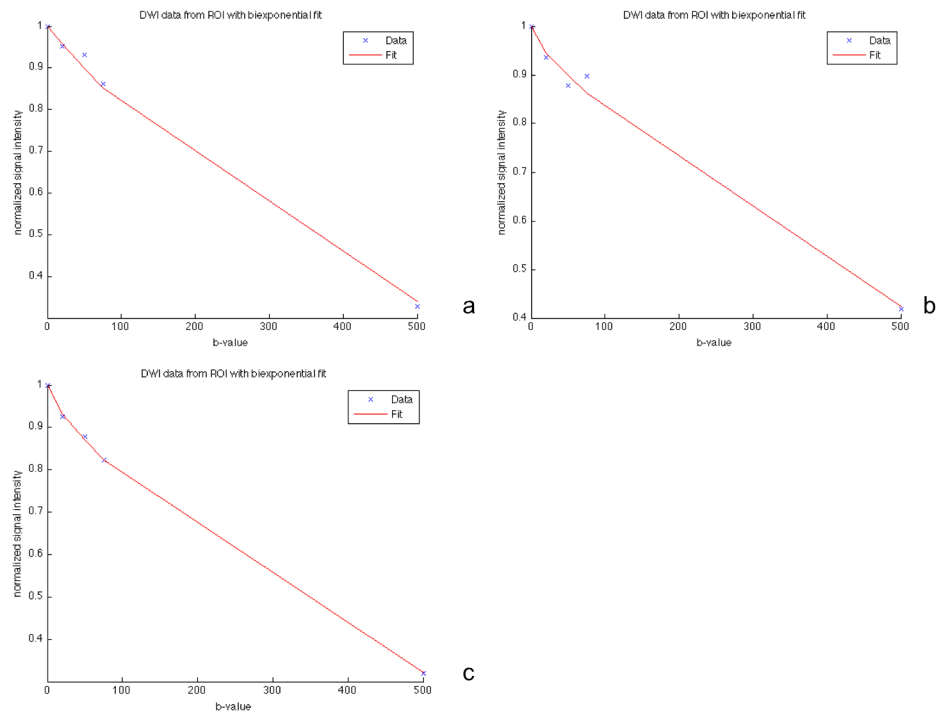 DWI data from ROI with biexponential fit
normalized signal intensity
1
0.9
0.8
0.7
0.6
0.5
0.4
0 100 200 300 400 500
b-value
Data
Fit
a
DWI data from ROI with biexponential fit
normalized signal intensity
1
0.9
0.8
0.7
0.6
0.5
0.4
0 100 200 300 400 500
b-value
Data
Fit
b
DWI data from ROI with biexponential fit
normalized signal intensity
1
0.9
0.8
0.7
0.6
0.5
0.4
0 100 200 300 400 500
b-value
Data
Fit
c